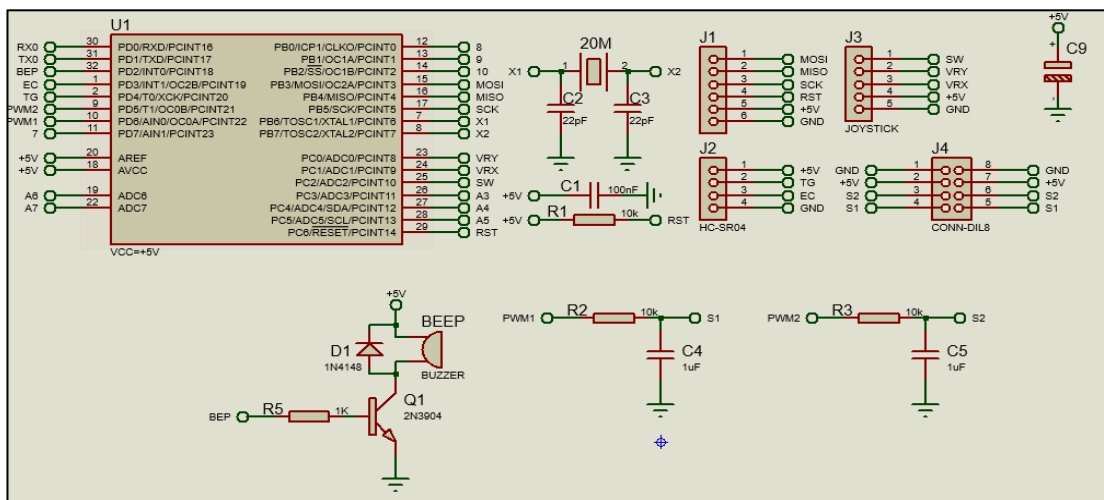 U1
RX0 30 PD0/RXD/PCINT16 PB0/ICP1/CLKO/PCINT0 12 8
TX0 31 PD1/TXD/PCINT17 PB1/OC1A/PCINT1 13 9
BEP 32 PD2/INT0/PCINT18 PB2/SS/OC1B/PCINT2 14 10
EC 1 PD3/INT1/OC2B/PCINT19 PB3/MOSI/OC2A/PCINT3 15 MOSI
TG 2 PD4/T0/XCK/PCINT20 PB4/MISO/PCINT4 16 MISO
PWM2 9 PD5/T1/OC0B/PCINT21 PB5/SCK/PCINT5 17 SCK
PWM1 10 PD6/AIN0/OC0A/PCINT22 PB6/TOSC1/XTAL1/PCINT6 7 X1
7 11 PD7/AIN1/PCINT23 PB7/TOSC2/XTAL2/PCINT7 8 X2
+5V 20 AREF PC0/ADC0/PCINT8 23 VRY
+5V 18 AVCC PC1/ADC1/PCINT9 24 VRX
PC2/ADC2/PCINT10 25 SW
A6 19 ADC6 PC3/ADC3/PCINT11 26 A3
A7 22 ADC7 PC4/ADC4/SDA/PCINT12 27 A4
PC5/ADC5/SCL/PCINT13 28 A5
PC6/RESET/PCINT14 29 RST
VCC=+5V
20M
X1 1 2 X2
C2 C3
22pF 22pF
C1
+5V 100nF
+5V R1 10k RST
J1
1 MOSI
2 MISO
3 SCK
4 RST
5 +5V
6 GND
J2
1 +5V
2 TG
3 EC
4 GND
HC-SR04
J3
1 SW
2 VRY
3 VRX
4 +5V
5 GND
JOYSTICK
J4
GND 1 8 GND
+5V 2 7 +5V
S2 3 6 S2
S1 4 5 S1
CONN-DIL8
+5V
+
C9
+5V
BEEP
D1
1N4148
BUZZER
Q1
2N3904
BEP R5 1K
PWM1 R2 10k S1
C4
1uF
PWM2 R3 10k S2
C5
1uF